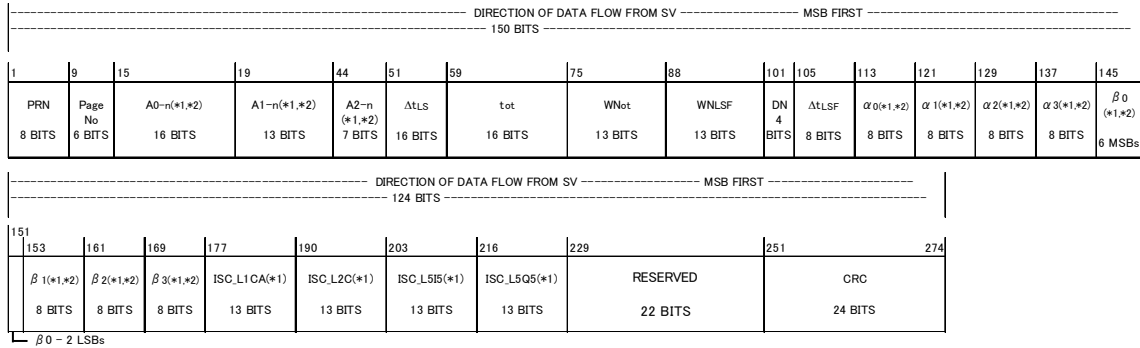 DIRECTION OF DATA FLOW FROM SV MSB FIRST
150 BITS
1 9 15 19 44 51 59 75 88 101 105 113 121 129 137 145
PRN Page No A0-n(*1,*2) A1-n(*1,*2) A2-n (*1,*2) ΔtLS tot WNot WNLSF DN ΔtLSF α0(*1,*2) α1(*1,*2) α2(*1,*2) α3(*1,*2) β0 (*1,*2)
8 BITS 6 BITS 16 BITS 13 BITS 7 BITS 16 BITS 16 BITS 13 BITS 13 BITS 4 BITS 8 BITS 8 BITS 8 BITS 8 BITS 8 BITS 6 MSBs
DIRECTION OF DATA FLOW FROM SV MSB FIRST
124 BITS
151
153 161 169 177 190 203 216 229 251 274
β1(*1,*2) β2(*1,*2) β3(*1,*2) ISC_L1CA(*1) ISC_L2C(*1) ISC_L5I5(*1) ISC_L5Q5(*1) RESERVED CRC
8 BITS 8 BITS 8 BITS 13 BITS 13 BITS 13 BITS 13 BITS 22 BITS 24 BITS
β0 - 2 LSBs